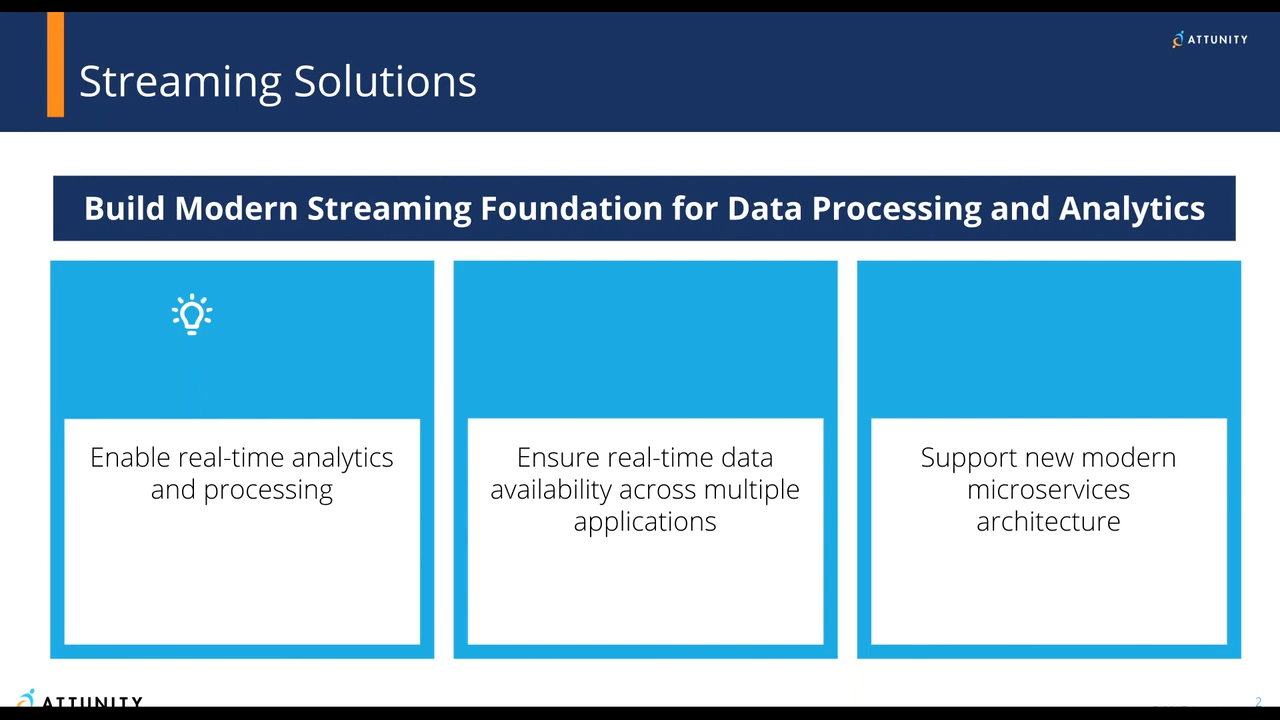 ATTUNITY
Streaming Solutions
Build Modern Streaming Foundation for Data Processing and Analytics
Enable real-time analytics
and processing
Ensure real-time data
availability across multiple
applications
Support new modern
microservices
architecture
ATTUNITY
2